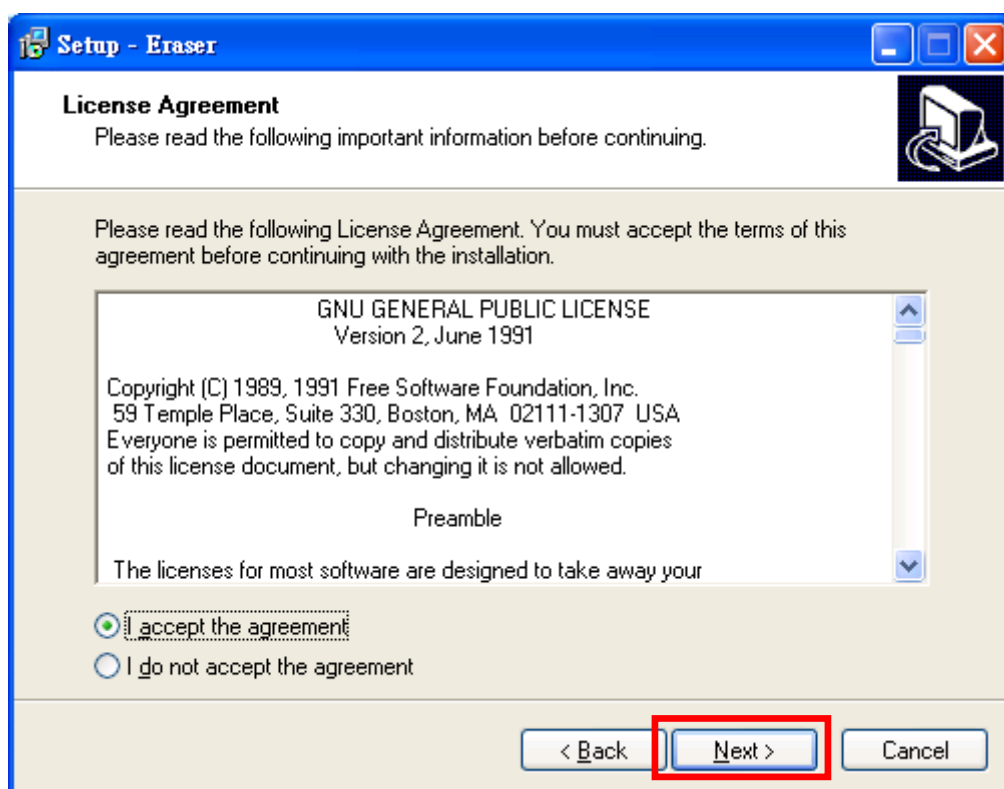 Setup - Eraser
License Agreement
Please read the following important information before continuing.
Please read the following License Agreement. You must accept the terms of this
agreement before continuing with the installation.
GNU GENERAL PUBLIC LICENSE
Version 2, June 1991
Copyright (C) 1989, 1991 Free Software Foundation, Inc.
59 Temple Place, Suite 330, Boston, MA  02111-1307  USA
Everyone is permitted to copy and distribute verbatim copies
of this license document, but changing it is not allowed.
Preamble
The licenses for most software are designed to take away your
I accept the agreement
I do not accept the agreement
< Back Next > Cancel